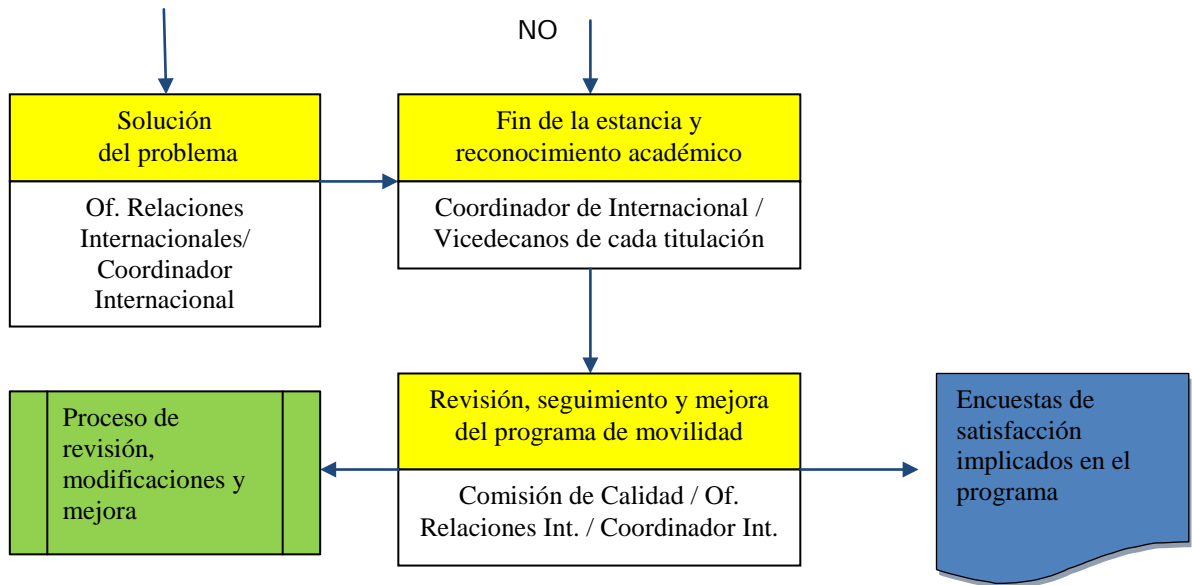 NO
Solución
del problema
Of. Relaciones
Internacionales/
Coordinador
Internacional
Fin de la estancia y
reconocimiento académico
Coordinador de Internacional /
Vicedecanos de cada titulación
Proceso de
revisión,
modificaciones y
mejora
Revisión, seguimiento y mejora
del programa de movilidad
Comisión de Calidad / Of.
Relaciones Int. / Coordinador Int.
Encuestas de
satisfacción
implicados en el
programa